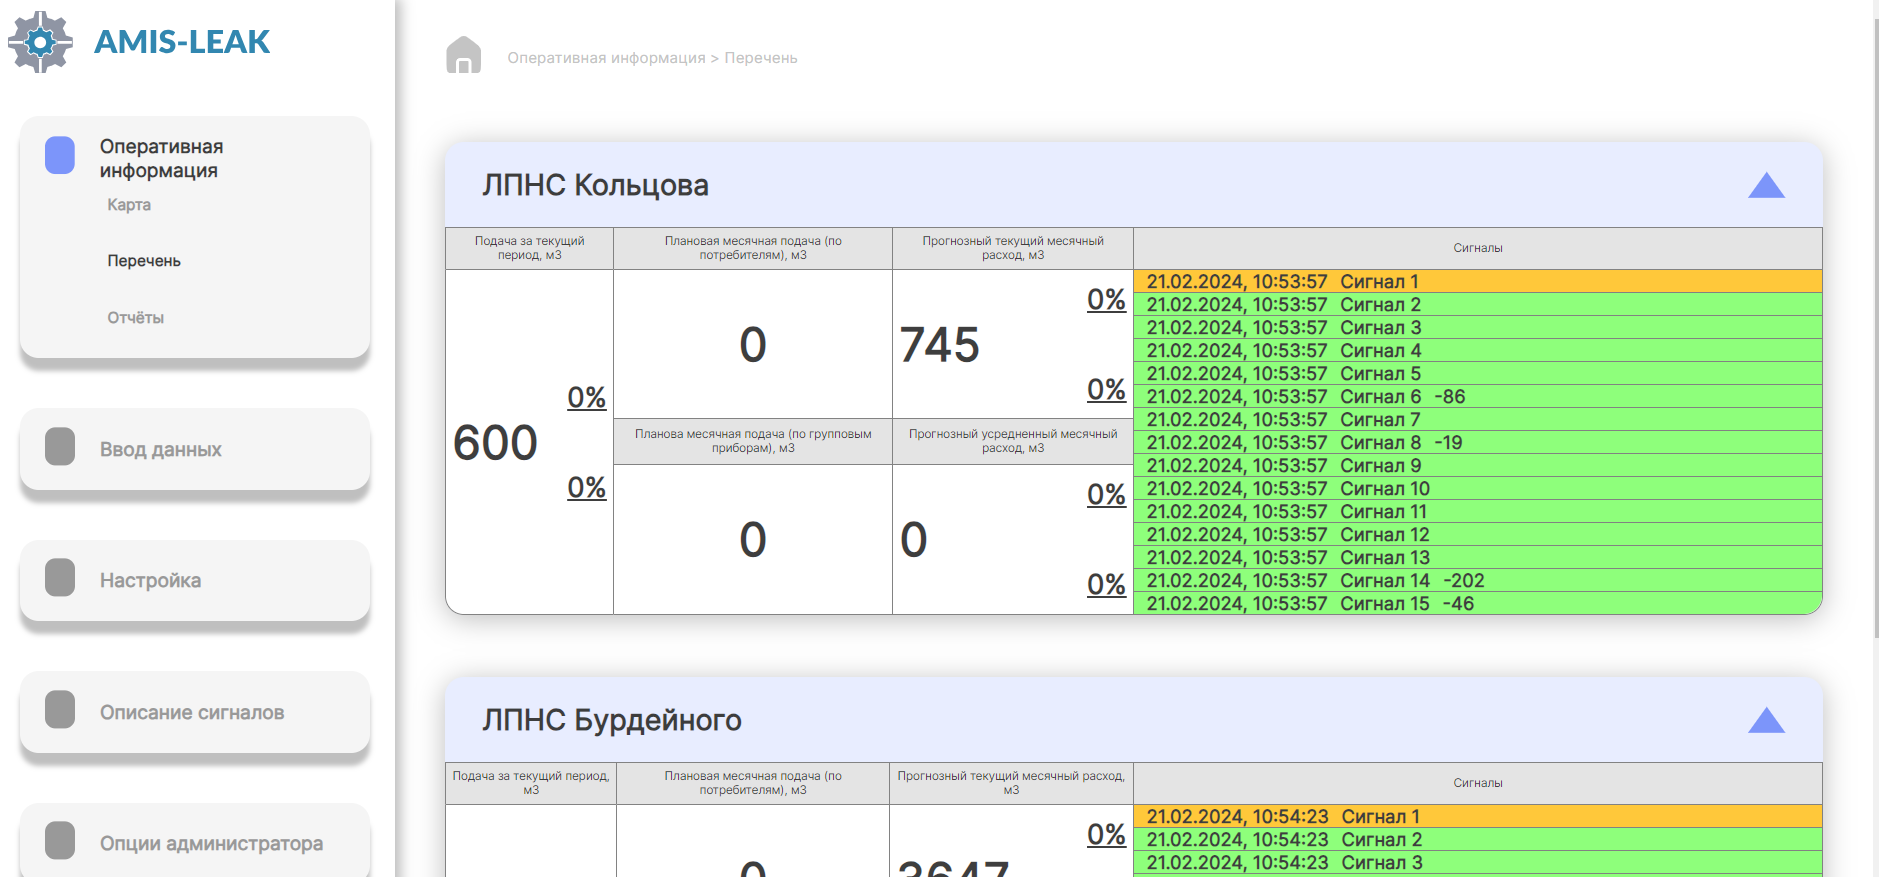 AMIS-LEAK
Оперативная
информация
Карта
Перечень
Отчёты
Ввод данных
Настройка
Описание сигналов
Опции администратора
Оперативная информация > Перечень
ЛПНС Кольцова
Подача за текущий
период, м3
Плановая месячная подача (по
потребителям), м3
Прогнозный текущий месячный
расход, м3
Сигналы
600
0%
0%
0
745
0%
0%
Планова месячная подача (по групповым
приборам), м3
Прогнозный усредненный месячный
расход, м3
0
0
0%
0%
21.02.2024, 10:53:57 Сигнал 1
21.02.2024, 10:53:57 Сигнал 2
21.02.2024, 10:53:57 Сигнал 3
21.02.2024, 10:53:57 Сигнал 4
21.02.2024, 10:53:57 Сигнал 5
21.02.2024, 10:53:57 Сигнал 6 -86
21.02.2024, 10:53:57 Сигнал 7
21.02.2024, 10:53:57 Сигнал 8 -19
21.02.2024, 10:53:57 Сигнал 9
21.02.2024, 10:53:57 Сигнал 10
21.02.2024, 10:53:57 Сигнал 11
21.02.2024, 10:53:57 Сигнал 12
21.02.2024, 10:53:57 Сигнал 13
21.02.2024, 10:53:57 Сигнал 14 -202
21.02.2024, 10:53:57 Сигнал 15 -46
ЛПНС Бурдейного
Подача за текущий период,
м3
Плановая месячная подача (по
потребителям), м3
Прогнозный текущий месячный расход,
м3
Сигналы
0
3647
0%
21.02.2024, 10:54:23 Сигнал 1
21.02.2024, 10:54:23 Сигнал 2
21.02.2024, 10:54:23 Сигнал 3